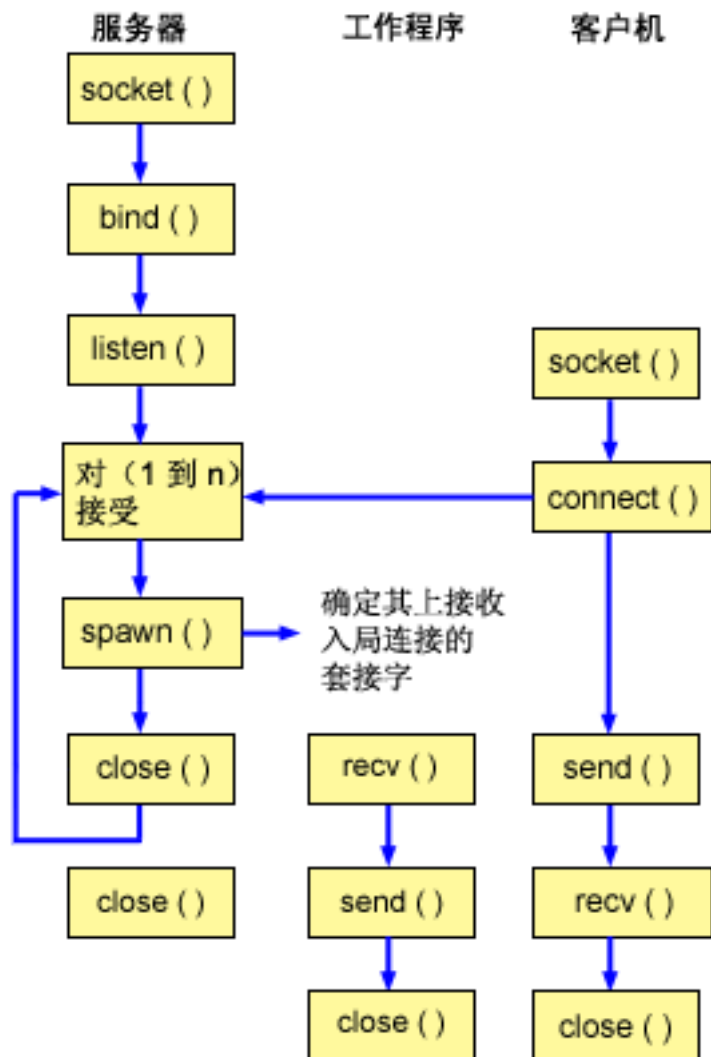 服务器 工作程序 客户机
socket ( )
bind ( )
listen ( )
socket ( )
对（1 到 n）
接受
connect ( )
spawn ( )
确定其上接收
入局连接的
套接字
close ( ) recv ( ) send ( )
close ( ) send ( ) recv ( )
close ( ) close ( )